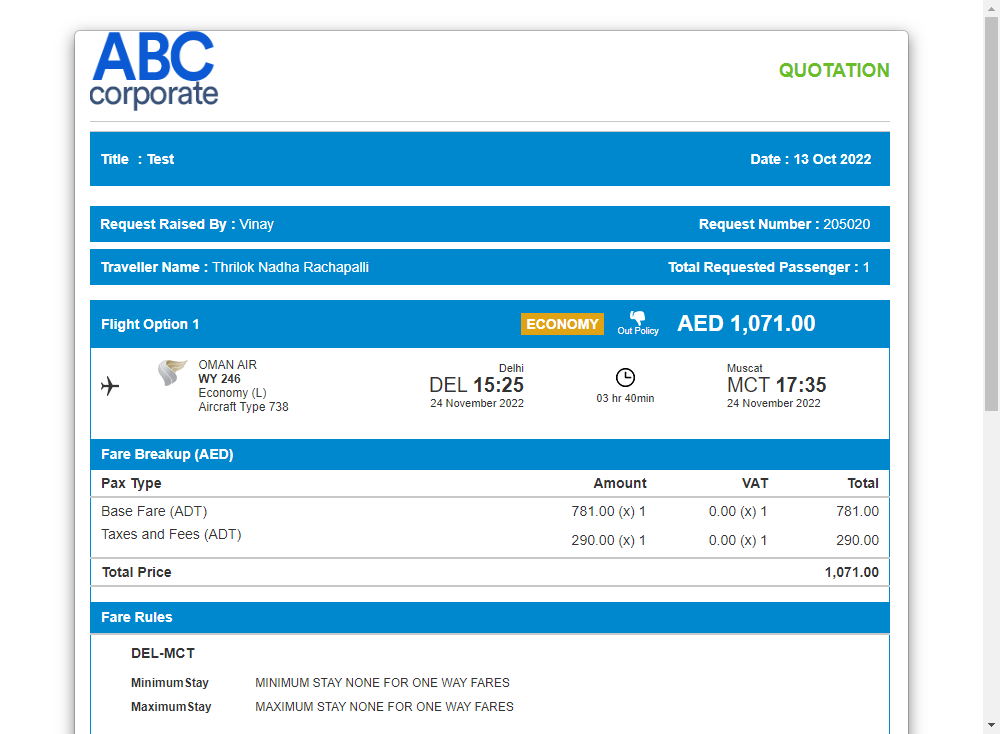 ABC
corporate
QUOTATION
Title : Test Date : 13 Oct 2022
Request Raised By : Vinay Request Number : 205020
Traveller Name : Thrilok Nadha Rachapalli Total Requested Passenger : 1
Flight Option 1 ECONOMY Out Policy AED 1,071.00
OMAN AIR
WY 246
Economy (L)
Aircraft Type 738
Delhi
DEL 15:25
24 November 2022
03 hr 40min
Muscat
MCT 17:35
24 November 2022
Fare Breakup (AED)
Pax Type Amount VAT Total
Base Fare (ADT) 781.00 (x) 1 0.00 (x) 1 781.00
Taxes and Fees (ADT) 290.00 (x) 1 0.00 (x) 1 290.00
Total Price 1,071.00
Fare Rules
DEL-MCT
MinimumStay MINIMUM STAY NONE FOR ONE WAY FARES
MaximumStay MAXIMUM STAY NONE FOR ONE WAY FARES